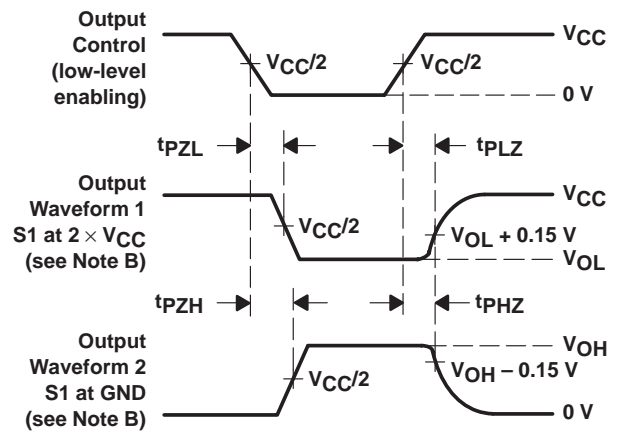 Output
Control
(low-level
enabling)
VCC/2
VCC/2
VCC
0 V
tPZL
tPLZ
Output
Waveform 1
S1 at 2 × VCC
(see Note B)
VCC/2
VCC
VOL + 0.15 V
VOL
tPZH
tPHZ
Output
Waveform 2
S1 at GND
(see Note B)
VCC/2
VOH
VOH – 0.15 V
0 V